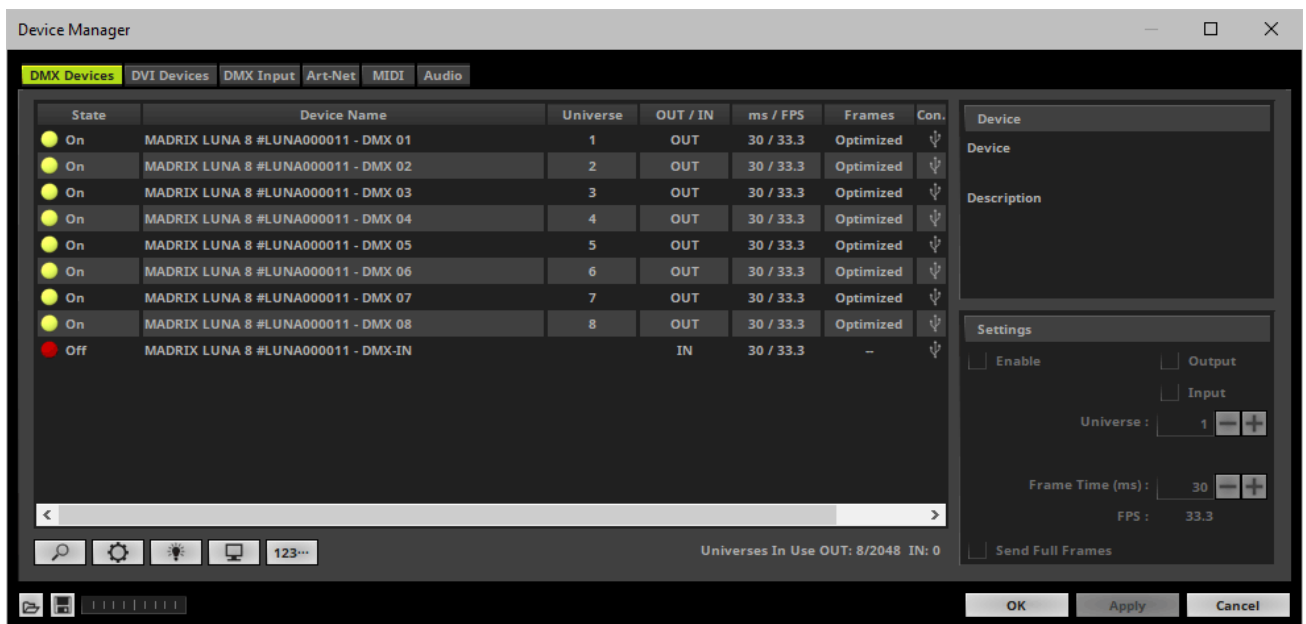 Device Manager
DMX Devices DVI Devices DMX Input Art-Net MIDI Audio
State Device Name Universe OUT / IN ms / FPS Frames Con.
On MADRIX LUNA 8 #LUNA000011 - DMX 01 1 OUT 30 / 33.3 Optimized
On MADRIX LUNA 8 #LUNA000011 - DMX 02 2 OUT 30 / 33.3 Optimized
On MADRIX LUNA 8 #LUNA000011 - DMX 03 3 OUT 30 / 33.3 Optimized
On MADRIX LUNA 8 #LUNA000011 - DMX 04 4 OUT 30 / 33.3 Optimized
On MADRIX LUNA 8 #LUNA000011 - DMX 05 5 OUT 30 / 33.3 Optimized
On MADRIX LUNA 8 #LUNA000011 - DMX 06 6 OUT 30 / 33.3 Optimized
On MADRIX LUNA 8 #LUNA000011 - DMX 07 7 OUT 30 / 33.3 Optimized
On MADRIX LUNA 8 #LUNA000011 - DMX 08 8 OUT 30 / 33.3 Optimized
Off MADRIX LUNA 8 #LUNA000011 - DMX-IN IN 30 / 33.3 --
123...
Universes In Use OUT: 8/2048 IN: 0
Device
Device
Description
Settings
Enable Output
Input
Universe : 1
Frame Time (ms) : 30
FPS : 33.3
Send Full Frames
OK Apply Cancel